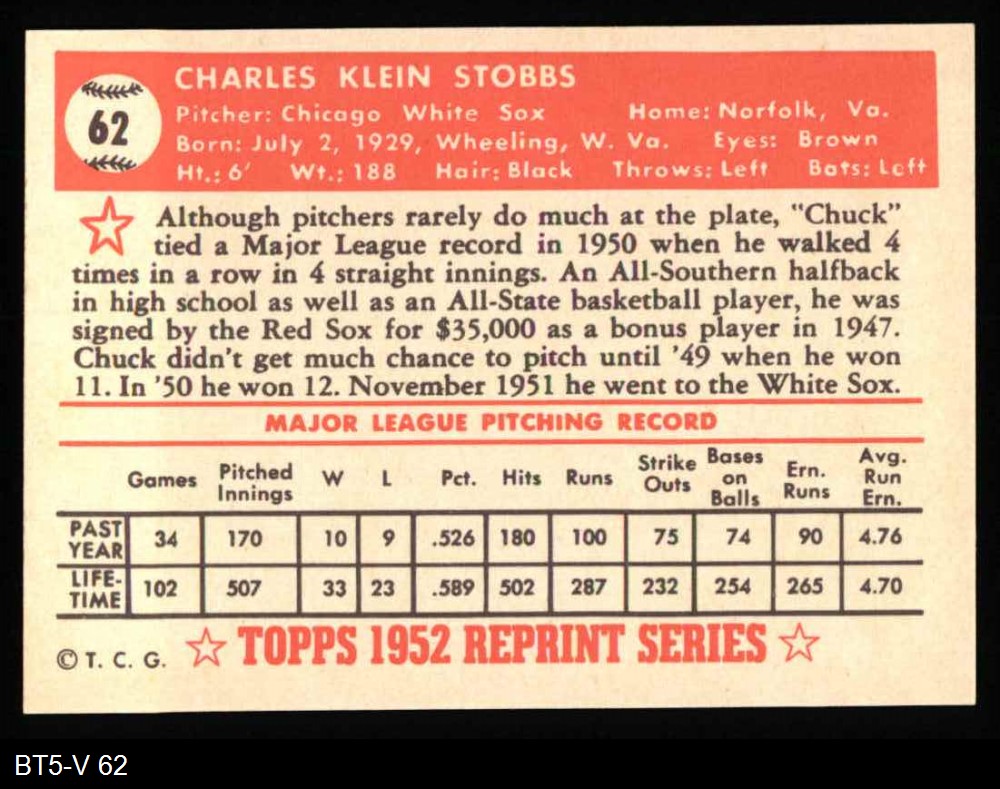 62
CHARLES KLEIN STOBBS
Pitcher: Chicago White Sox Home: Norfolk, Va.
Born: July 2, 1929, Wheeling, W. Va. Eyes: Brown
Ht.: 6' Wt.: 188 Hair: Black Throws: Left Bats: Left
Although pitchers rarely do much at the plate, "Chuck"
tied a Major League record in 1950 when he walked 4
times in a row in 4 straight innings. An All-Southern halfback
in high school as well as an All-State basketball player, he was
signed by the Red Sox for $35,000 as a bonus player in 1947.
Chuck didn't get much chance to pitch until '49 when he won
11. In '50 he won 12. November 1951 he went to the White Sox.
MAJOR LEAGUE PITCHING RECORD
Games Pitched Innings W L Pct. Hits Runs Strike Outs Bases on Balls Ern. Runs Avg. Run Ern.
PAST YEAR 34 170 10 9 .526 180 100 75 74 90 4.76
LIFE-TIME 102 507 33 23 .589 502 287 232 254 265 4.70
© T. C. G. TOPPS 1952 REPRINT SERIES
BT5-V 62